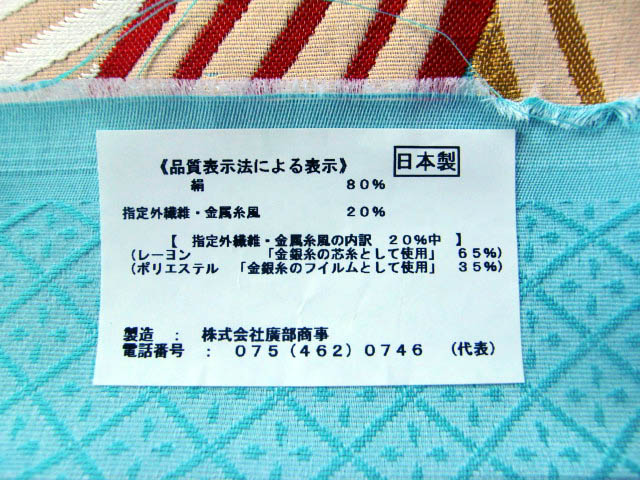 《品質表示法による表示》 日本製
絹 80%
指定外繊維・金属糸風 20%
【 指定外繊維・金属糸風の内訳 20%中 】
(レーヨン 「金銀糸の芯糸として使用」 65%)
(ポリエステル 「金銀糸のフイルムとして使用」 35%)
製造 : 株式会社廣部商事
電話番号 : 075(462)0746 (代表)